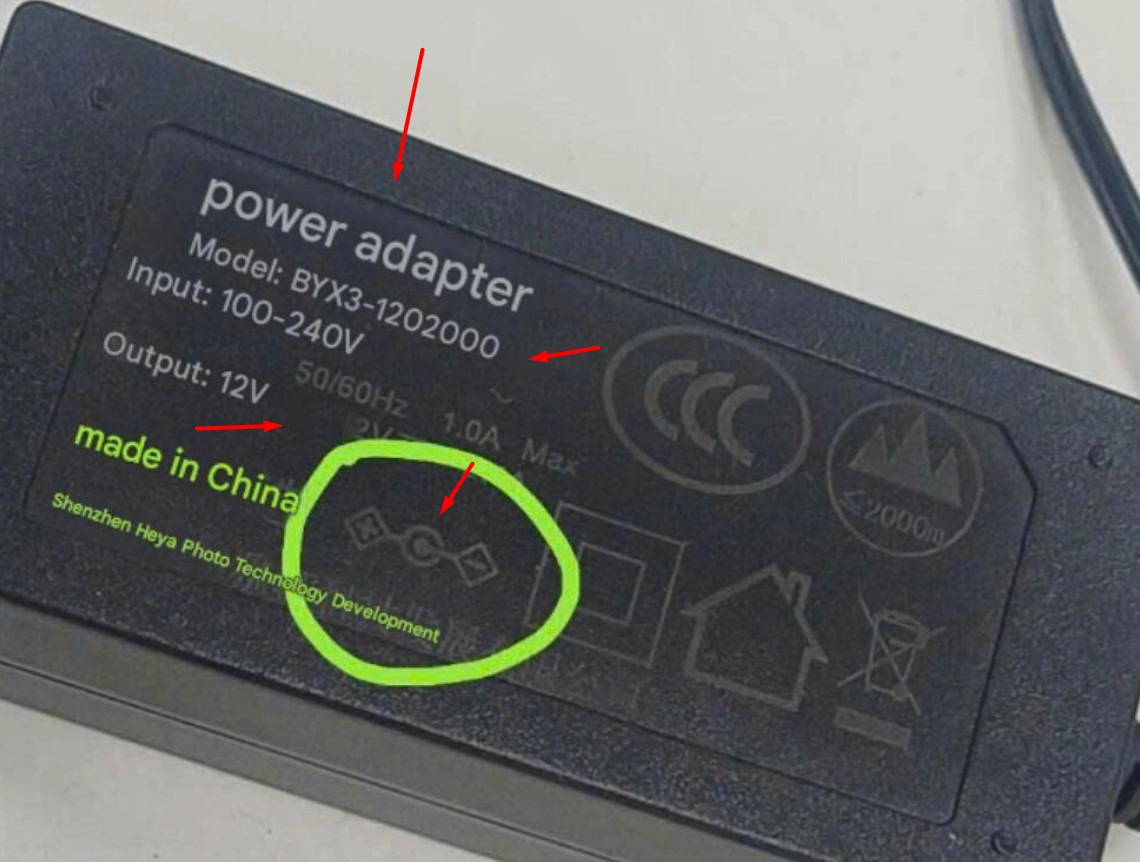 power adapter
Model: BYX3-1202000
Input: 100-240V
50/60Hz 1.0A Max
Output: 12V
made in China
Shenzhen Heya Photo Technology Development
CCC
≤2000m